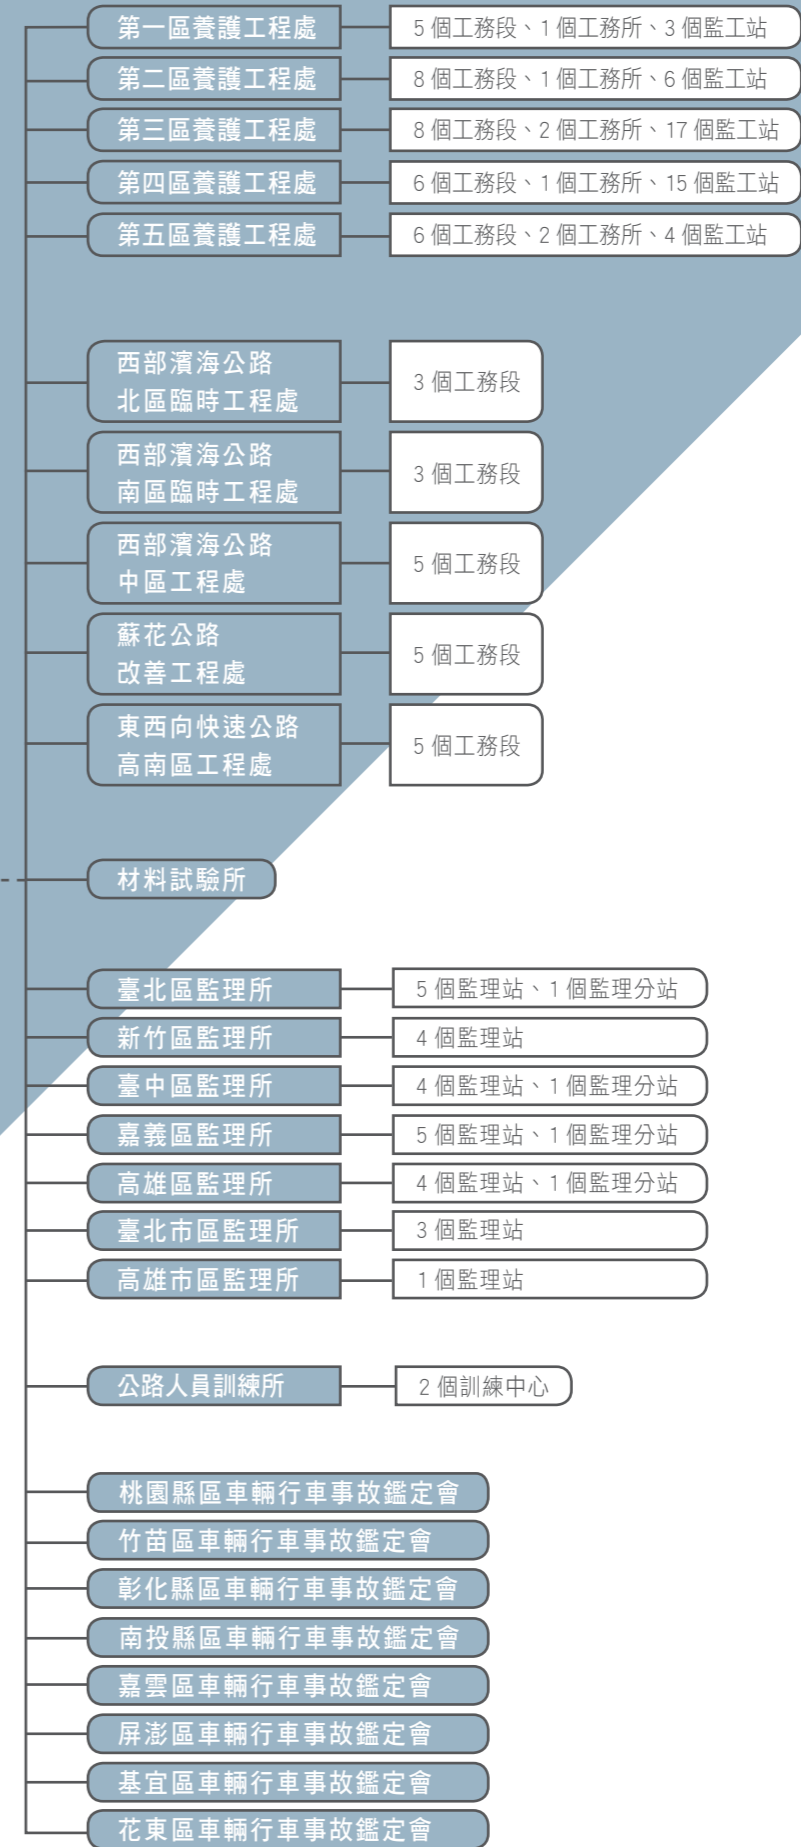 第一區養護工程處 5 個工務段、1 個工務所、3 個監工站
第二區養護工程處 8 個工務段、1 個工務所、6 個監工站
第三區養護工程處 8 個工務段、2 個工務所、17 個監工站
第四區養護工程處 6 個工務段、1 個工務所、15 個監工站
第五區養護工程處 6 個工務段、2 個工務所、4 個監工站
西部濱海公路
北區臨時工程處
3 個工務段
西部濱海公路
南區臨時工程處
3 個工務段
西部濱海公路
中區工程處
5 個工務段
蘇花公路
改善工程處
5 個工務段
東西向快速公路
高南區工程處
5 個工務段
材料試驗所
臺北區監理所 5 個監理站、1 個監理分站
新竹區監理所 4 個監理站
臺中區監理所 4 個監理站、1 個監理分站
嘉義區監理所 5 個監理站、1 個監理分站
高雄區監理所 4 個監理站、1 個監理分站
臺北市區監理所 3 個監理站
高雄市區監理所 1 個監理站
公路人員訓練所 2 個訓練中心
桃園縣區車輛行車事故鑑定會
竹苗區車輛行車事故鑑定會
彰化縣區車輛行車事故鑑定會
南投縣區車輛行車事故鑑定會
嘉雲區車輛行車事故鑑定會
屏澎區車輛行車事故鑑定會
基宜區車輛行車事故鑑定會
花東區車輛行車事故鑑定會